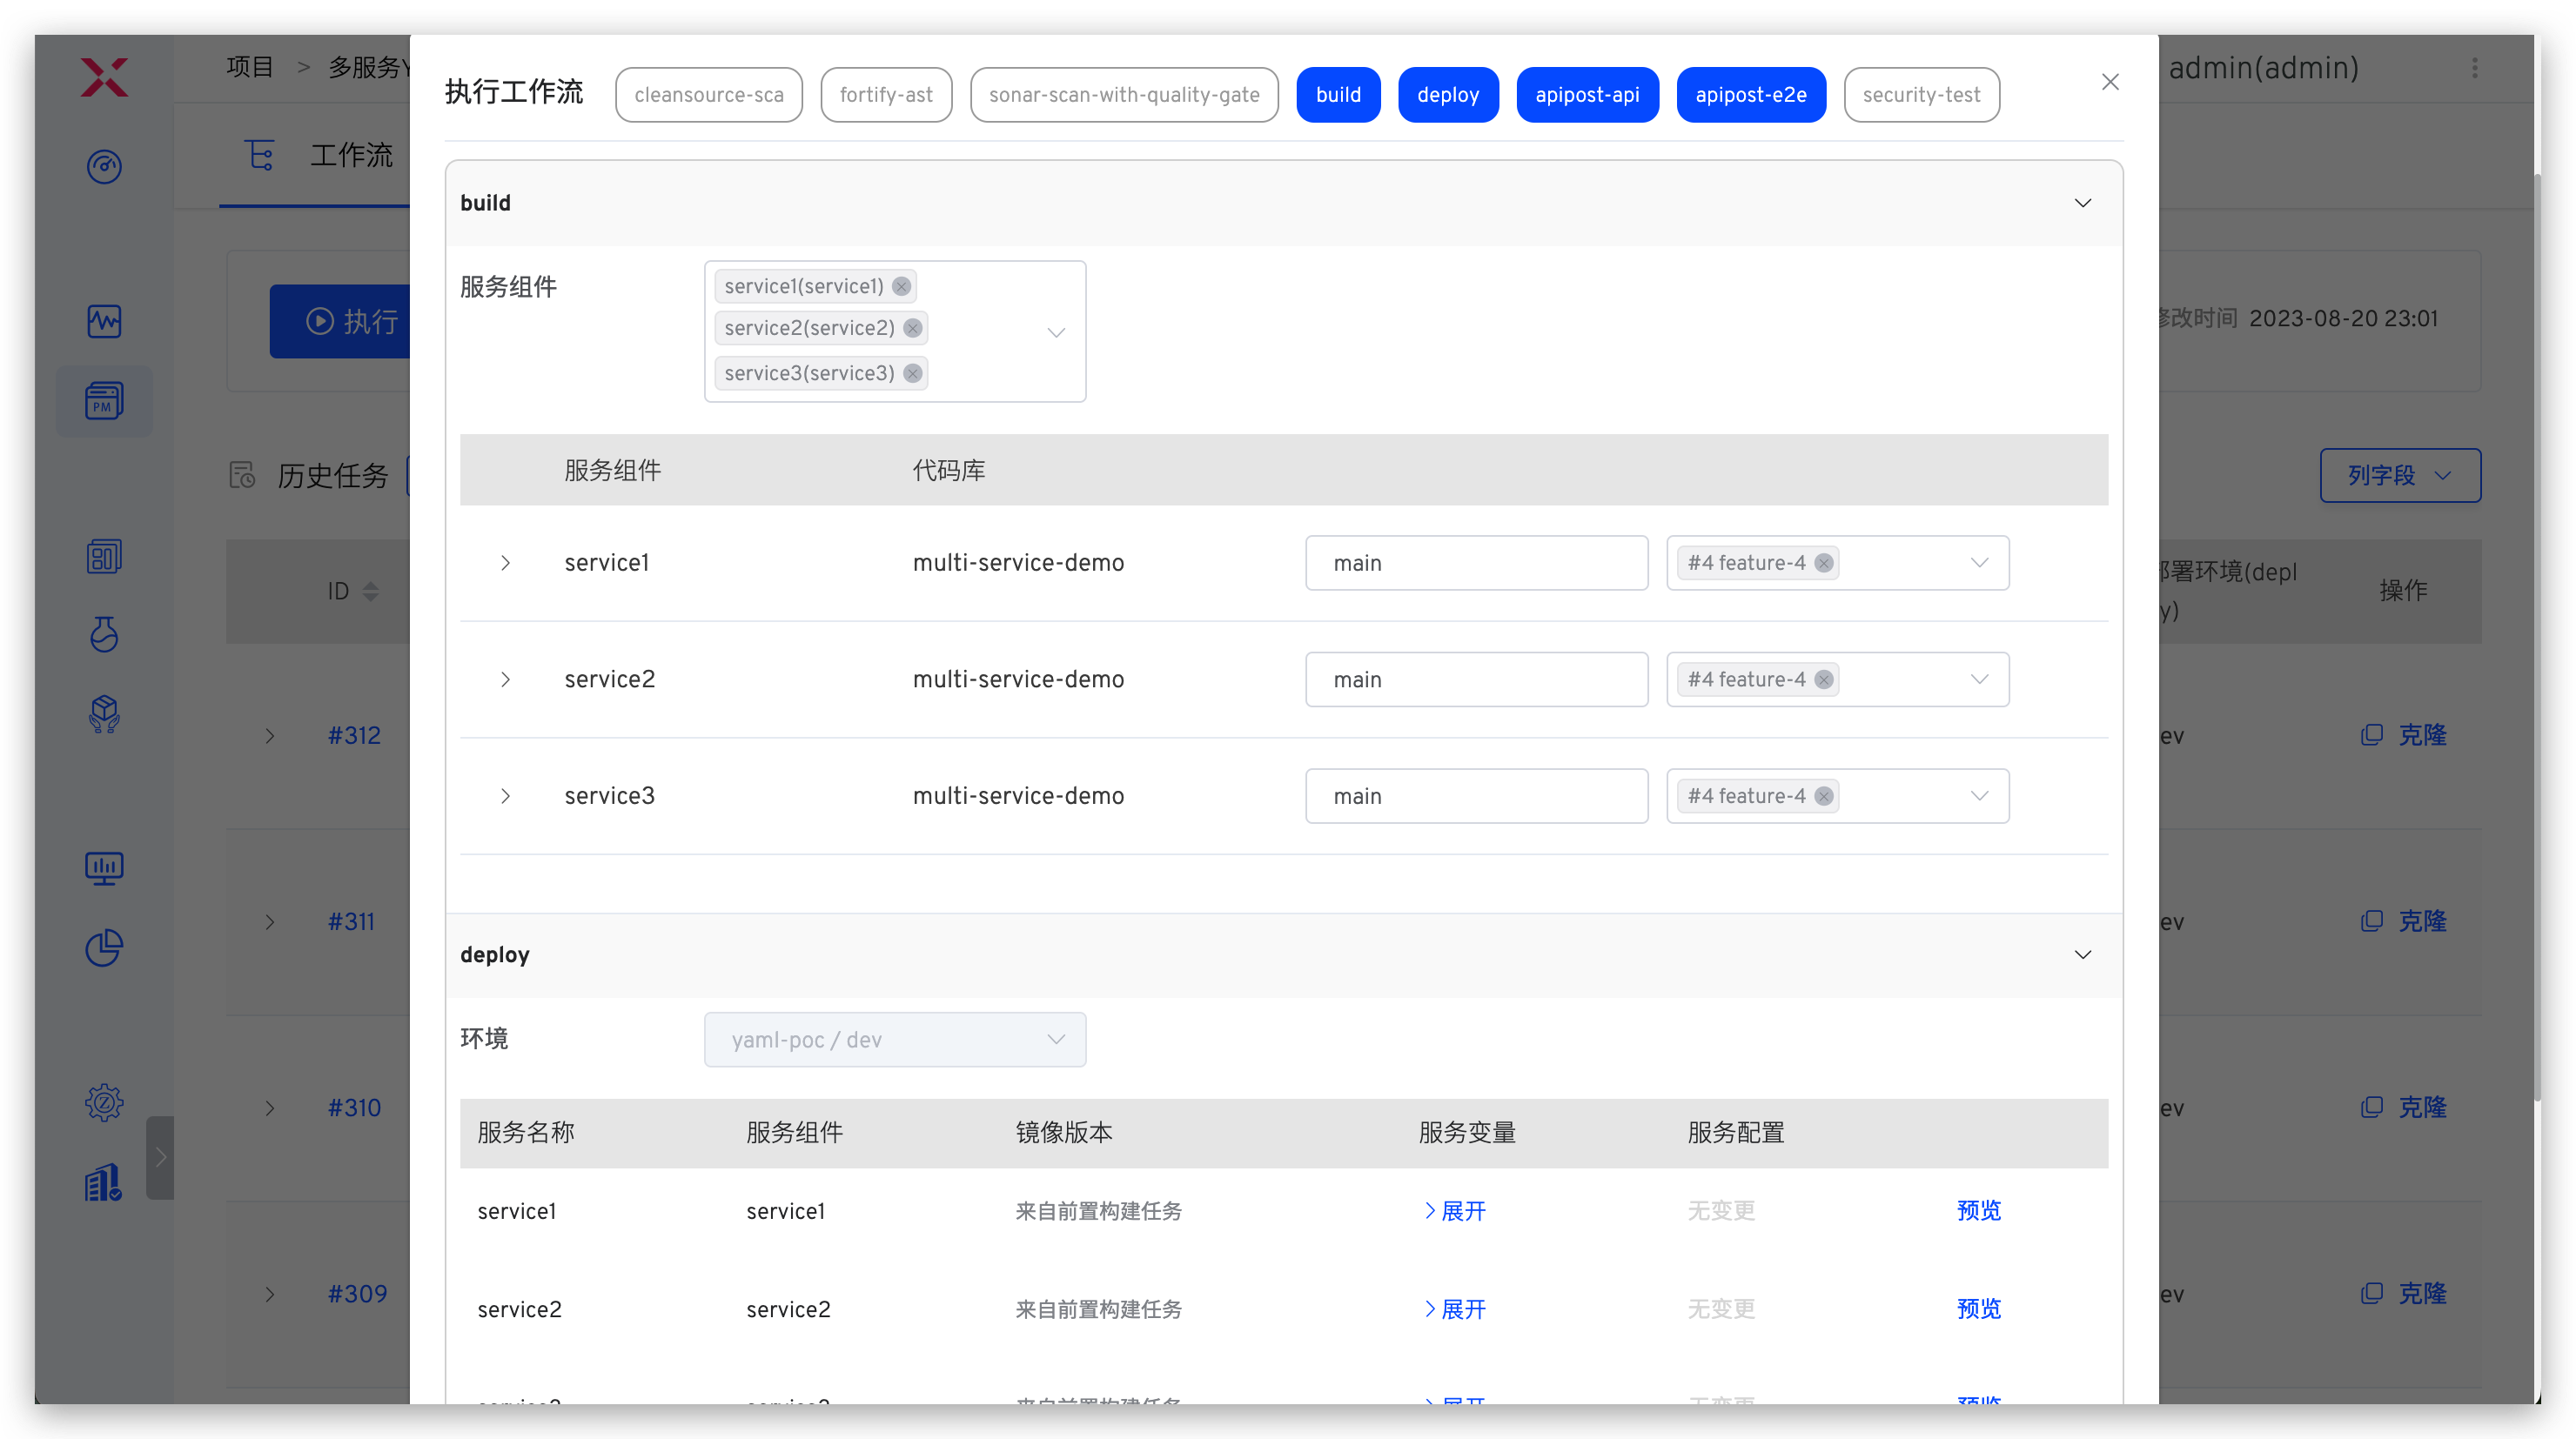 项目 > 多服务Y
admin(admin)
工作流
执行
修改时间 2023-08-20 23:01
历史任务
列字段
ID
部署环境(depl
y)
操作
#312
ev
克隆
#311
ev
克隆
#310
ev
克隆
#309
ev
克隆
PM
执行工作流 cleansource-sca fortify-ast sonar-scan-with-quality-gate build deploy apipost-api apipost-e2e security-test
build
服务组件
service1(service1)
service2(service2)
service3(service3)
服务组件 代码库
service1 multi-service-demo main #4 feature-4
service2 multi-service-demo main #4 feature-4
service3 multi-service-demo main #4 feature-4
deploy
环境 yaml-poc / dev
服务名称 服务组件 镜像版本 服务变量 服务配置
service1 service1 来自前置构建任务 展开 无变更 预览
service2 service2 来自前置构建任务 展开 无变更 预览